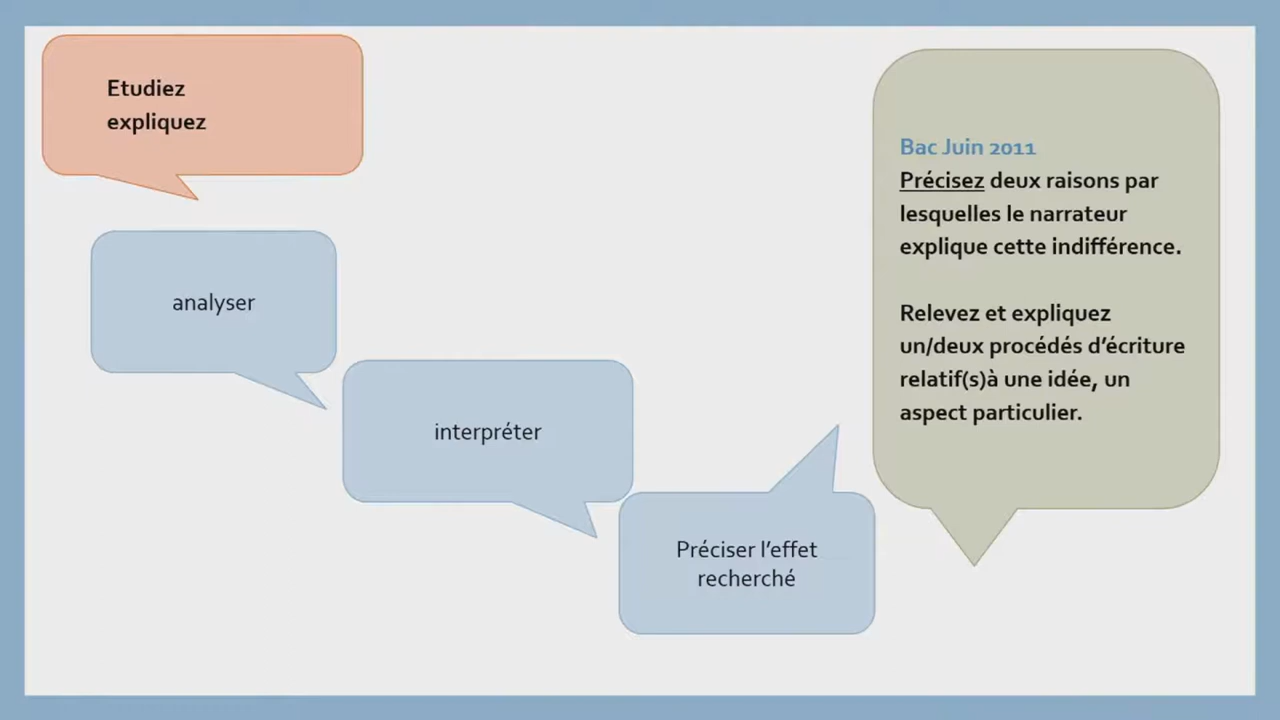 Etudiez
expliquez
analyser
interpréter
Préciser l’effet
recherché
Bac Juin 2011
Précisez deux raisons par
lesquelles le narrateur
explique cette indifférence.
Relevez et expliquez
un/deux procédés d’écriture
relatif(s)à une idée, un
aspect particulier.